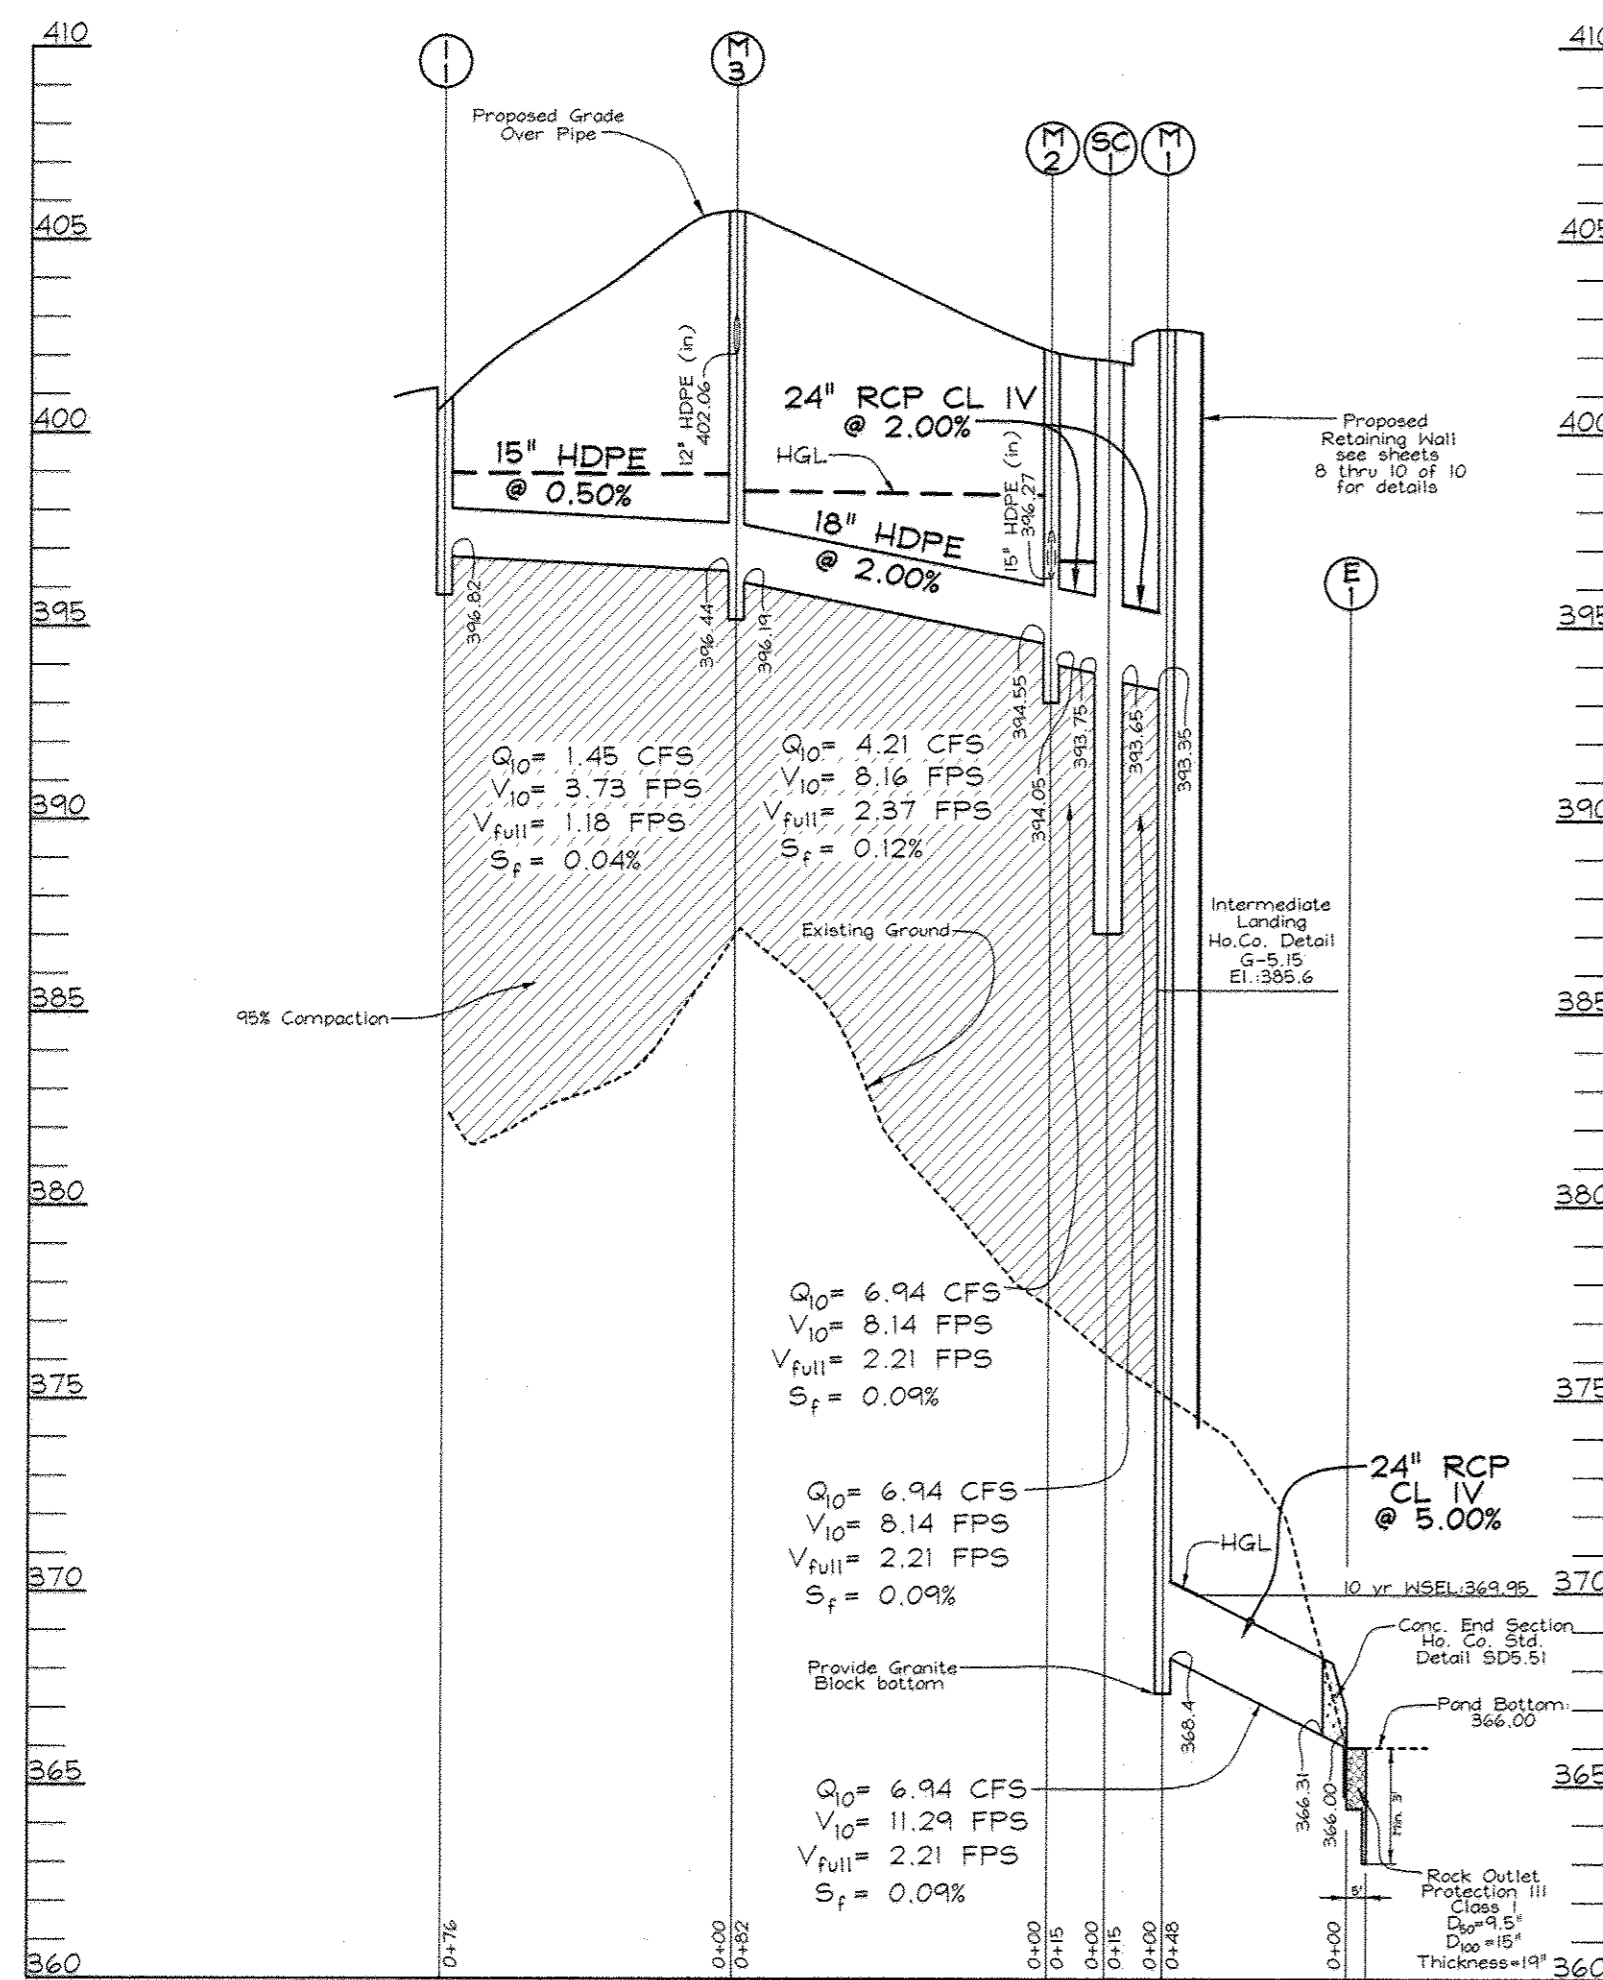 410
405
400
395
390
385
380
375
370
365
360
I
1
M
3
M
2
SC
1
M
1
E
1
Proposed Grade
Over Pipe
12" HDPE (in)
402.06
24" RCP CL IV
@ 2.00%
HGL
15" HDPE
@ 0.50%
18" HDPE
@ 2.00%
15" HDPE (in)
396.27
Proposed
Retaining Wall
see sheets
8 thru 10 of 10
for details
396.82
396.44
396.19
394.55
394.05
393.75
393.65
393.35
Q10= 1.45 CFS
V10= 3.73 FPS
Vfull= 1.18 FPS
Sf = 0.04%
Q10= 4.21 CFS
V10= 8.16 FPS
Vfull= 2.37 FPS
Sf = 0.12%
Existing Ground
95% Compaction
Intermediate
Landing
Ho.Co. Detail
G-5.15
El.:385.6
Q10= 6.94 CFS
V10= 8.14 FPS
Vfull= 2.21 FPS
Sf = 0.09%
Q10= 6.94 CFS
V10= 8.14 FPS
Vfull= 2.21 FPS
Sf = 0.09%
24" RCP
CL IV
@ 5.00%
HGL
10 yr WSEL:369.95
Conc. End Section
Ho. Co. Std.
Detail SD5.51
Provide Granite
Block bottom
368.4
Pond Bottom:
366.00
366.31
366.00
Min. 3'
Q10= 6.94 CFS
V10= 11.29 FPS
Vfull= 2.21 FPS
Sf = 0.09%
5'
Rock Outlet
Protection III
Class I
D50=9.5"
D100=15"
Thickness=19"
0+76
0+00
0+82
0+00
0+15
0+00
0+15
0+00
0+48
0+00
410
405
400
395
390
385
380
375
370
365
360